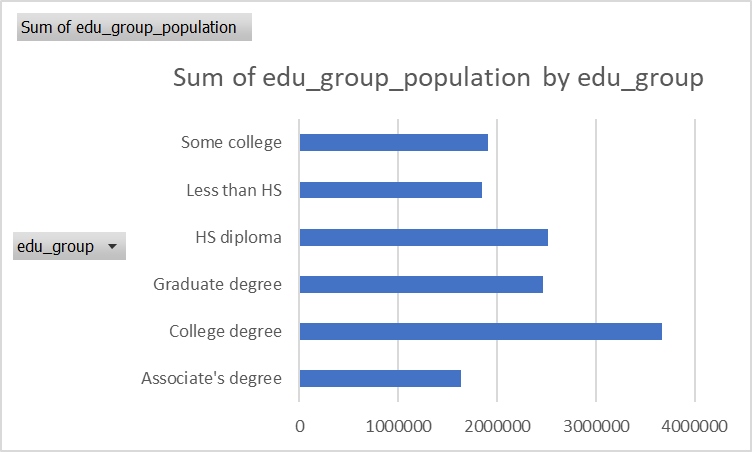 Sum of edu_group_population
Sum of edu_group_population by edu_group
Some college
Less than HS
HS diploma
edu_group
Graduate degree
College degree
Associate's degree
0 1000000 2000000 3000000 4000000